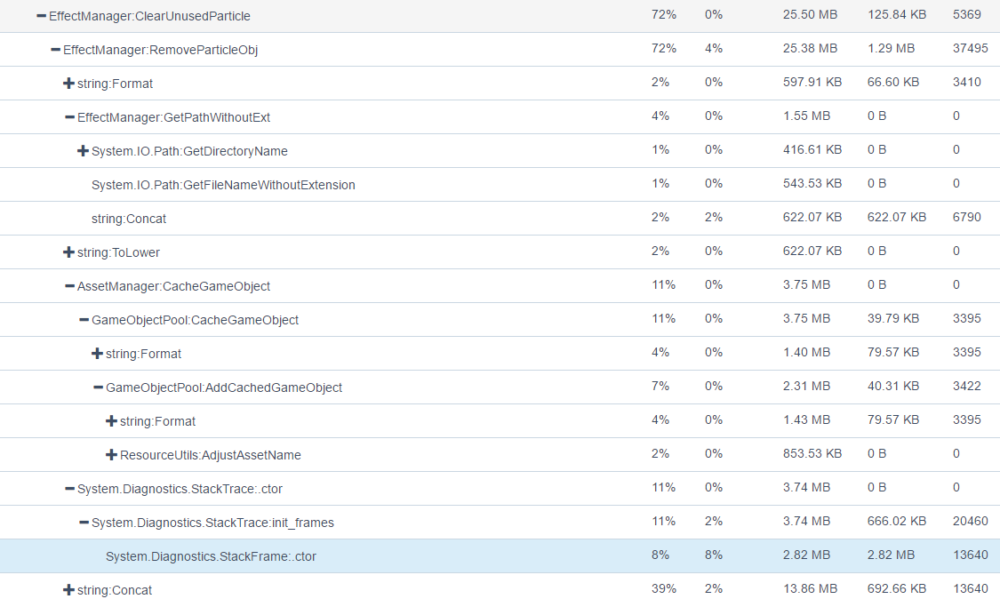 EffectManager:ClearUnusedParticle 72% 0% 25.50 MB 125.84 KB 5369
EffectManager:RemoveParticleObj 72% 4% 25.38 MB 1.29 MB 37495
string:Format 2% 0% 597.91 KB 66.60 KB 3410
EffectManager:GetPathWithoutExt 4% 0% 1.55 MB 0 B 0
System.IO.Path:GetDirectoryName 1% 0% 416.61 KB 0 B 0
System.IO.Path:GetFileNameWithoutExtension 1% 0% 543.53 KB 0 B 0
string:Concat 2% 2% 622.07 KB 622.07 KB 6790
string:ToLower 2% 0% 622.07 KB 0 B 0
AssetManager:CacheGameObject 11% 0% 3.75 MB 0 B 0
GameObjectPool:CacheGameObject 11% 0% 3.75 MB 39.79 KB 3395
string:Format 4% 0% 1.40 MB 79.57 KB 3395
GameObjectPool:AddCachedGameObject 7% 0% 2.31 MB 40.31 KB 3422
string:Format 4% 0% 1.43 MB 79.57 KB 3395
ResourceUtils:AdjustAssetName 2% 0% 853.53 KB 0 B 0
System.Diagnostics.StackTrace:.ctor 11% 0% 3.74 MB 0 B 0
System.Diagnostics.StackTrace:init_frames 11% 2% 3.74 MB 666.02 KB 20460
System.Diagnostics.StackFrame:.ctor 8% 8% 2.82 MB 2.82 MB 13640
string:Concat 39% 2% 13.86 MB 692.66 KB 13640